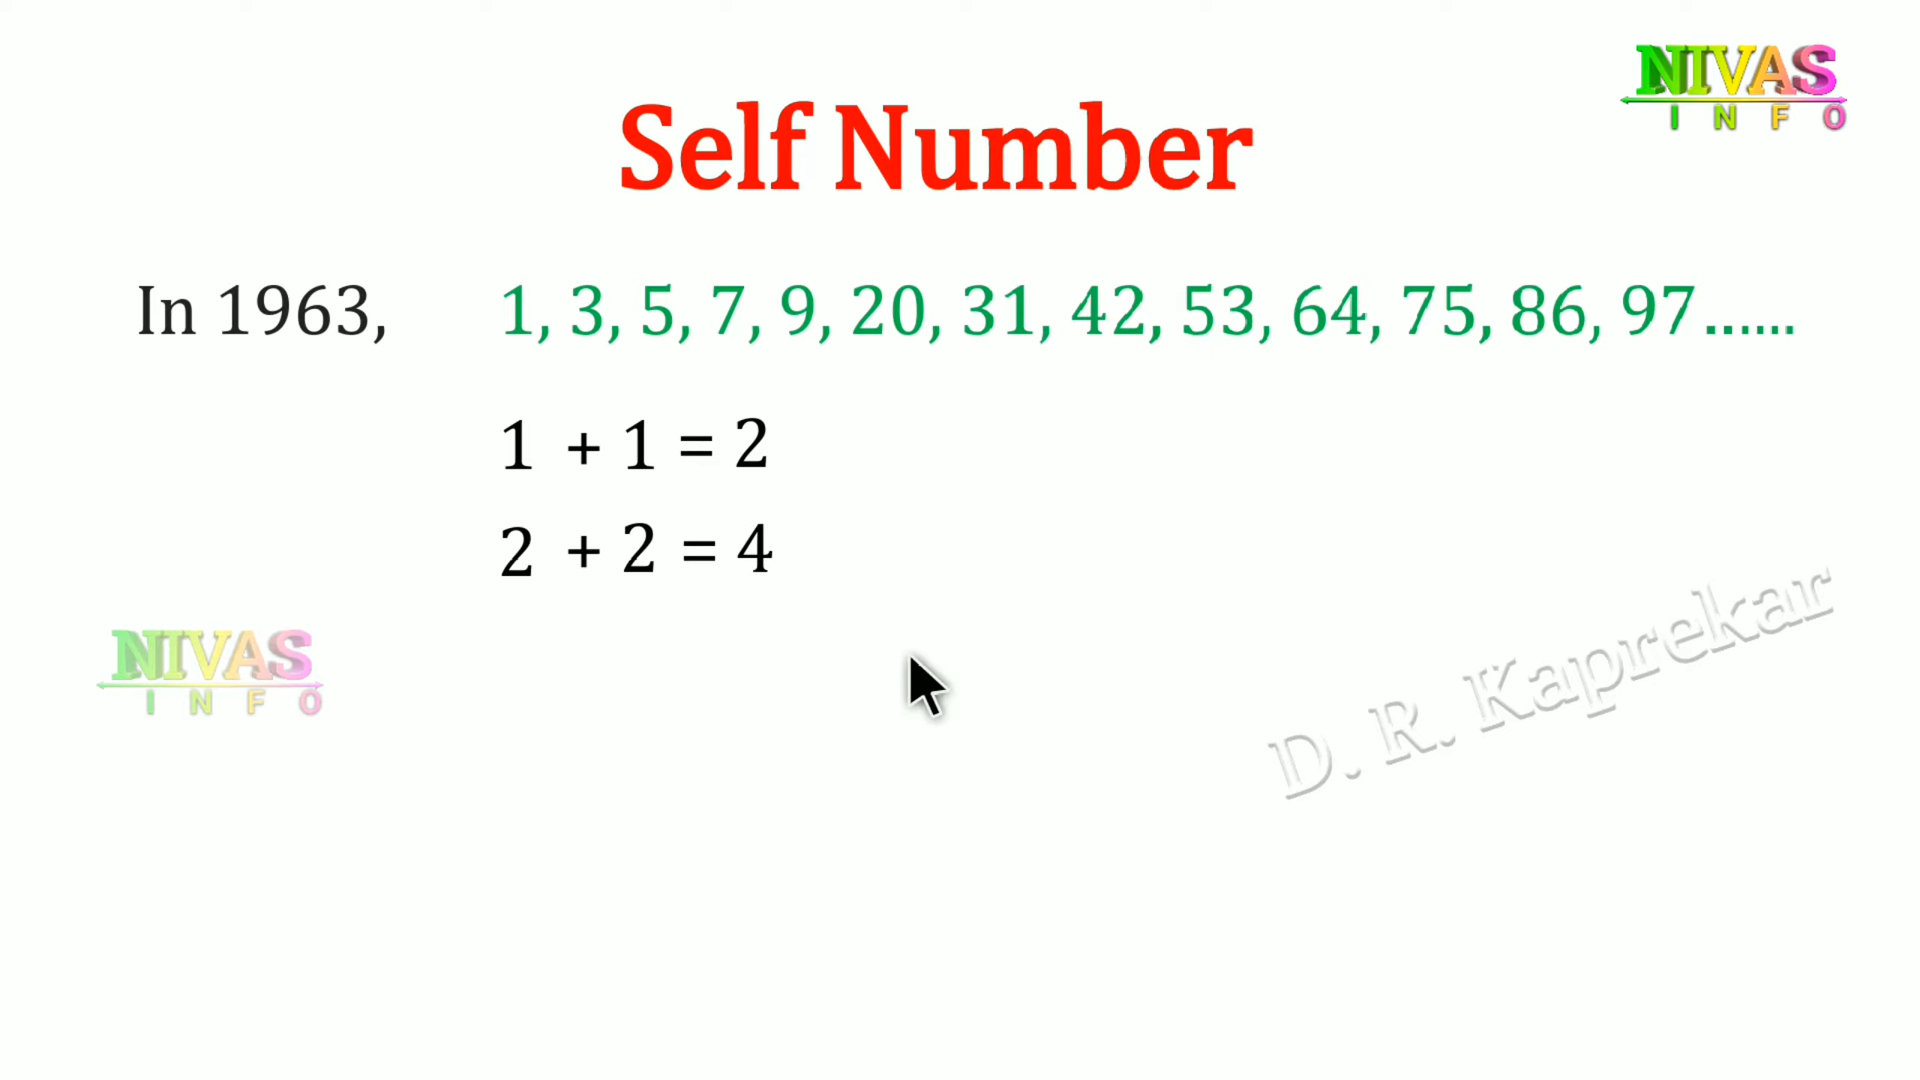 NIVAS
INFO
Self Number
In 1963, 1, 3, 5, 7, 9, 20, 31, 42, 53, 64, 75, 86, 97......
1 + 1 = 2
2 + 2 = 4
D. R. Kaprekar
NIVAS
INFO